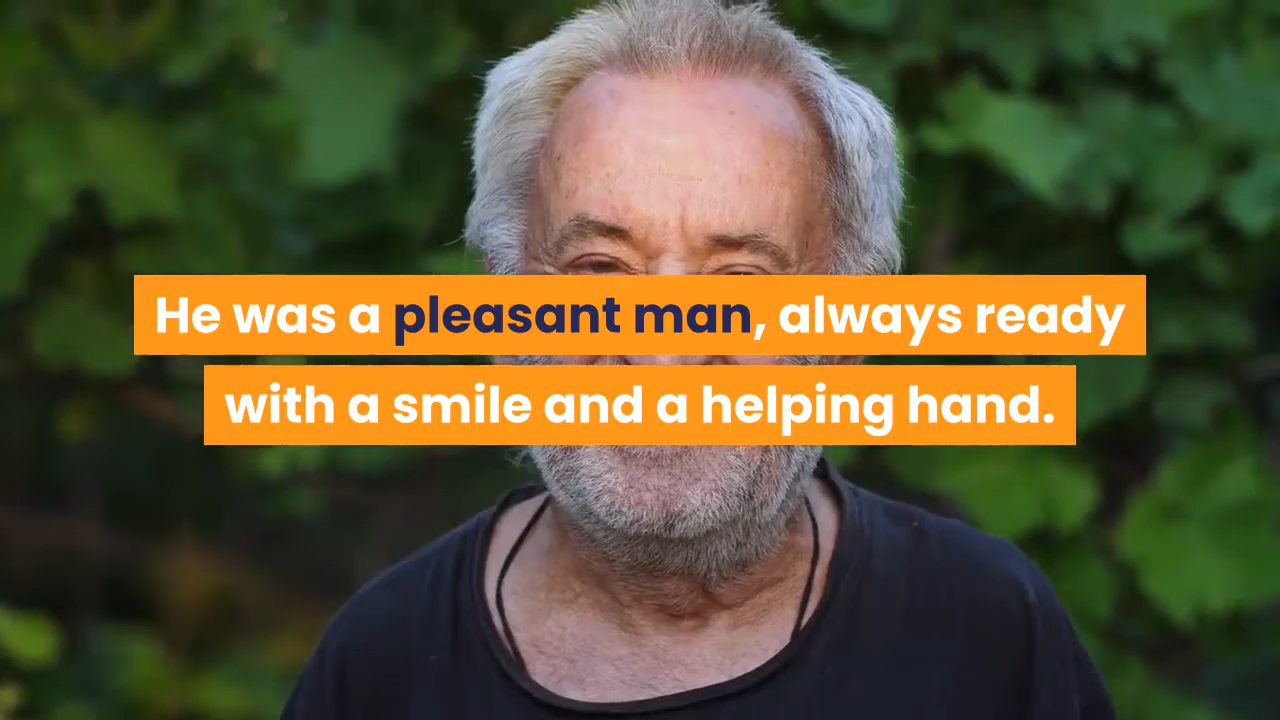 He was a pleasant man, always ready
with a smile and a helping hand.